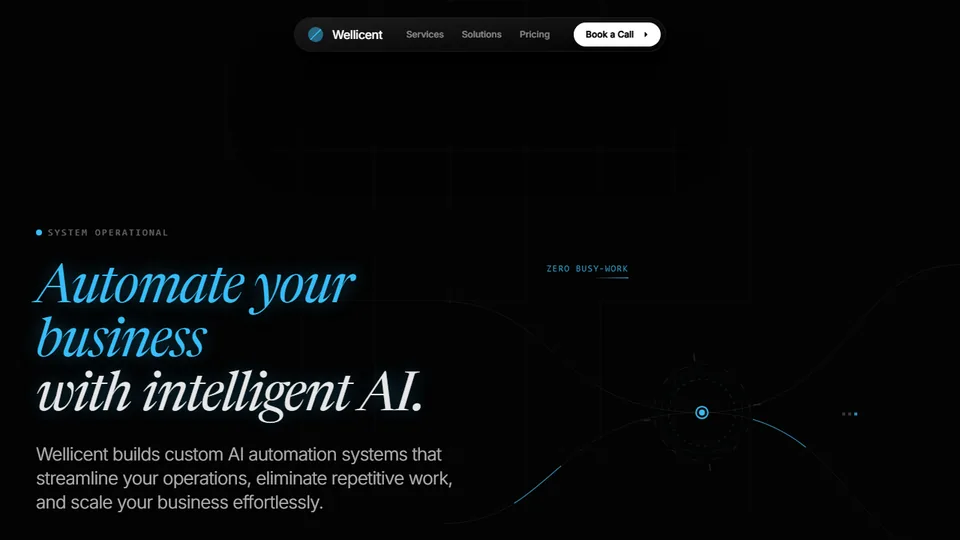 Wellicent Services Solutions Pricing Book a Call
SYSTEM OPERATIONAL
ZERO BUSY-WORK
Automate your
business
with intelligent AI.
Wellicent builds custom AI automation systems that
streamline your operations, eliminate repetitive work,
and scale your business effortlessly.